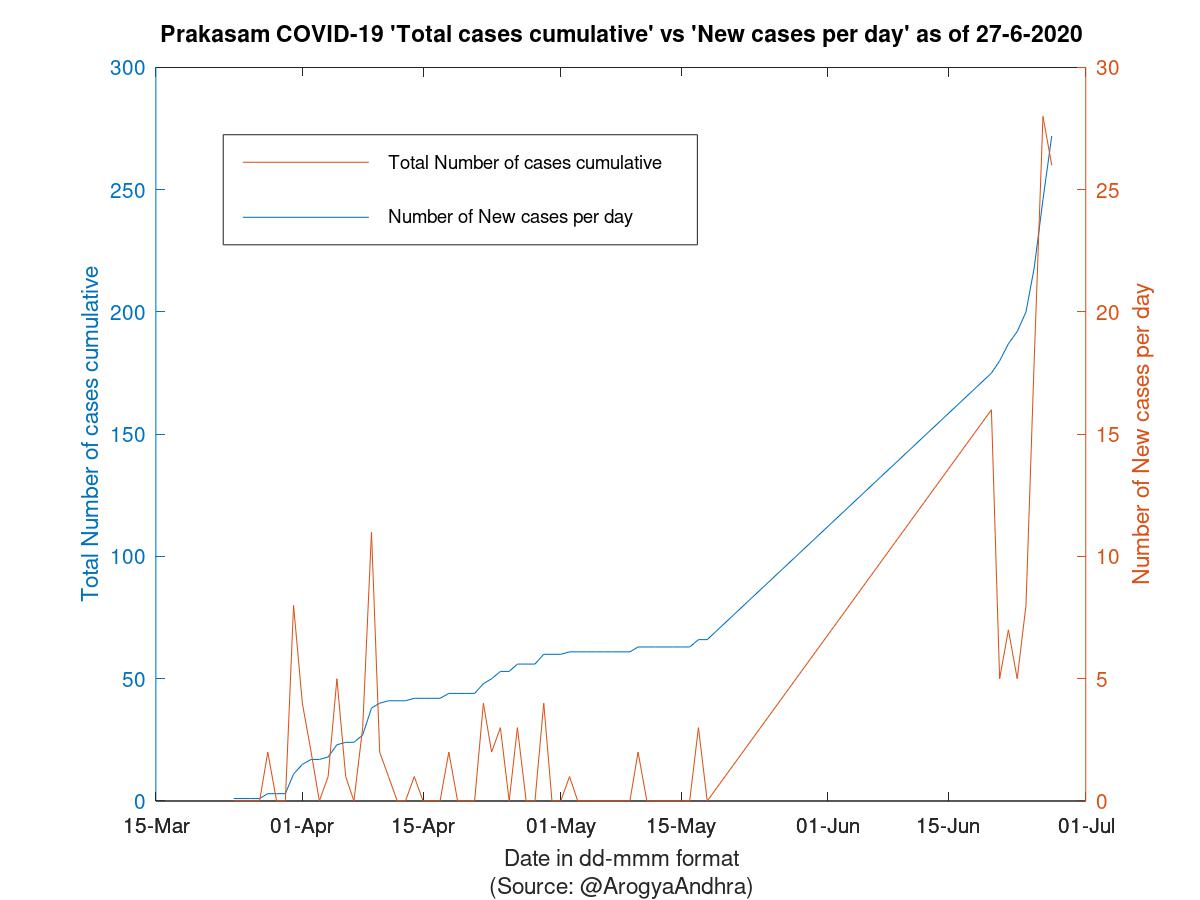 Prakasam COVID-19 'Total cases cumulative' vs 'New cases per day' as of 27-6-2020
Total Number of cases cumulative
Number of New cases per day
300
250
200
150
100
50
0
Total Number of cases cumulative
30
25
20
15
10
5
0
Number of New cases per day
15-Mar 01-Apr 15-Apr 01-May 15-May 01-Jun 15-Jun 01-Jul
Date in dd-mmm format
(Source: @ArogyaAndhra)